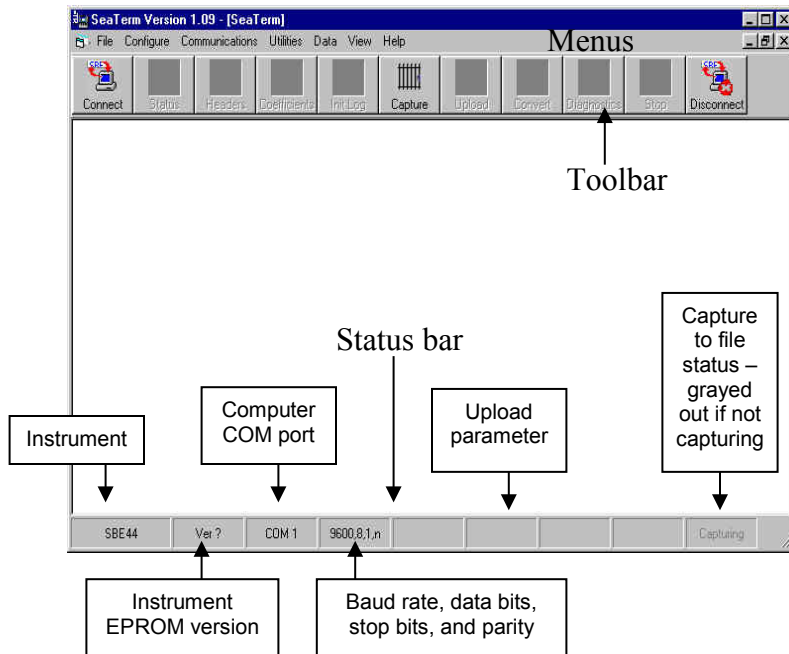 SeaTerm Version 1.09 - [SeaTerm]
File Configure Communications Utilities Data View Help
Menus
SBE
SBE
Connect Status Headers Coefficients Init Log Capture Upload Convert Diagnostics Stop Disconnect
Toolbar
Status bar
Instrument
Computer
COM port
Upload
parameter
Capture
to file
status –
grayed
out if not
capturing
SBE44 Ver ? COM 1 9600,8,1,n Capturing
Instrument
EPROM version
Baud rate, data bits,
stop bits, and parity